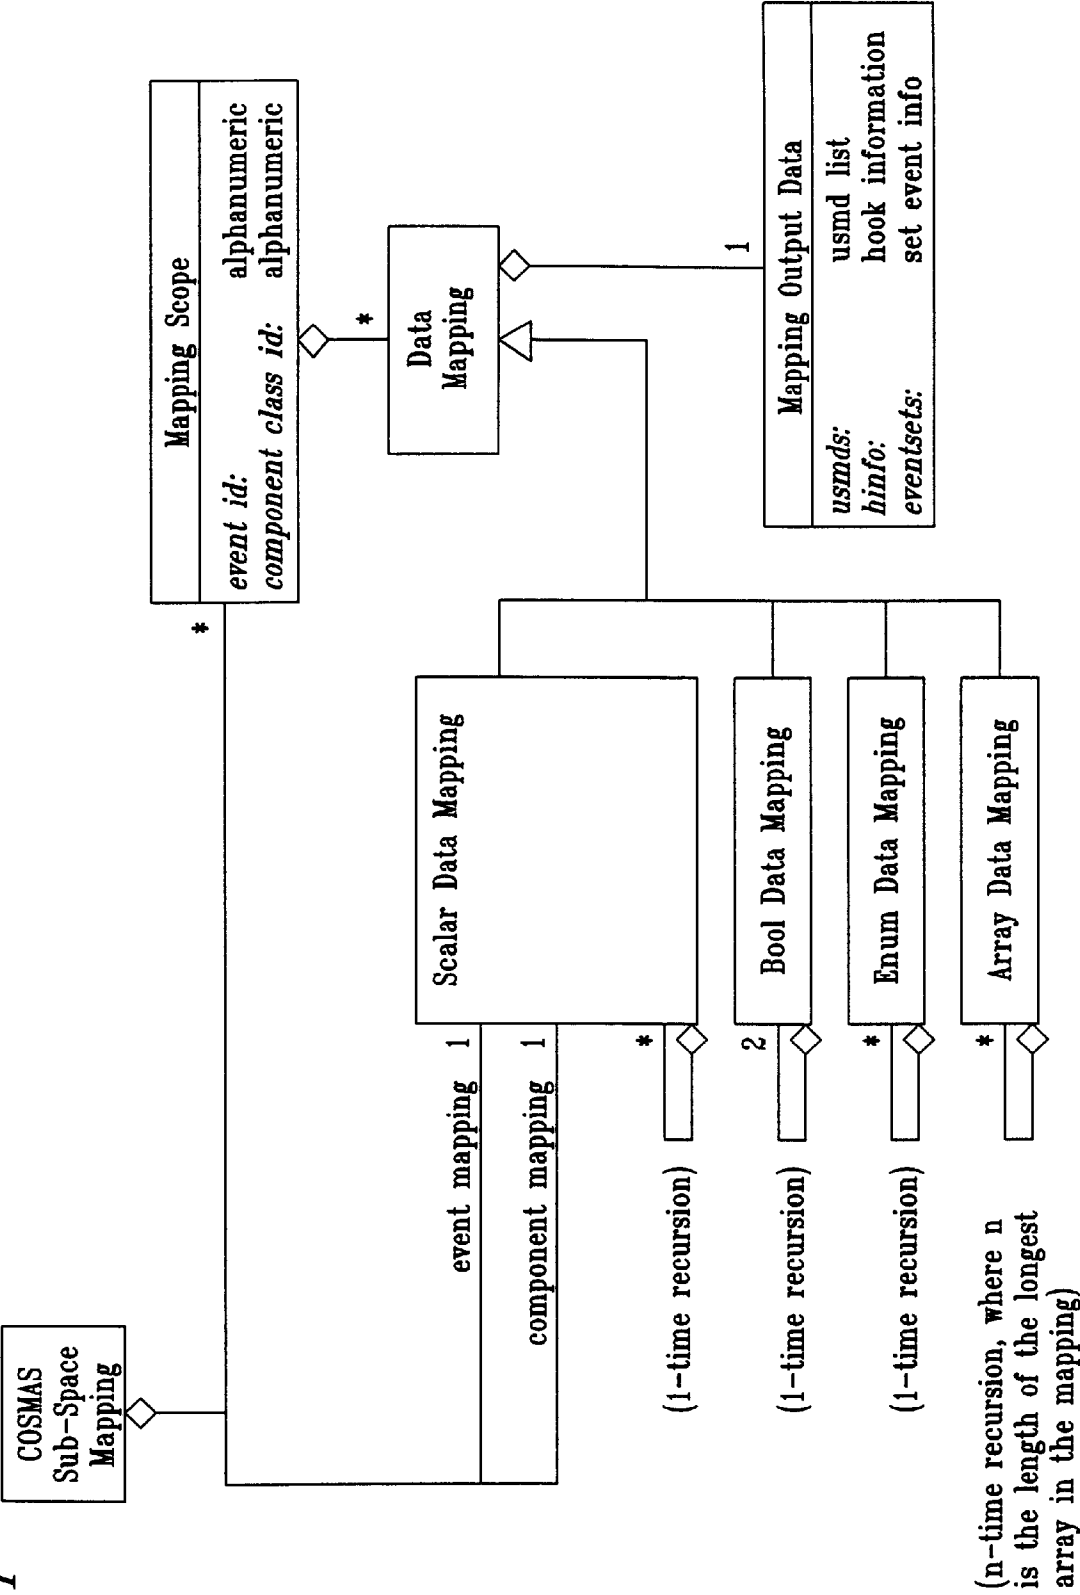 COSMAS
Sub-Space
Mapping
*
Mapping Scope
event id: alphanumeric
component class id: alphanumeric
*
Data
Mapping
1
Mapping Output Data
usmds: usmd list
hinfo: hook information
eventsets: set event info
event mapping 1
component mapping 1
Scalar Data Mapping
*
(1-time recursion)
Bool Data Mapping
2
(1-time recursion)
Enum Data Mapping
*
(1-time recursion)
Array Data Mapping
*
(n-time recursion, where n
is the length of the longest
array in the mapping)